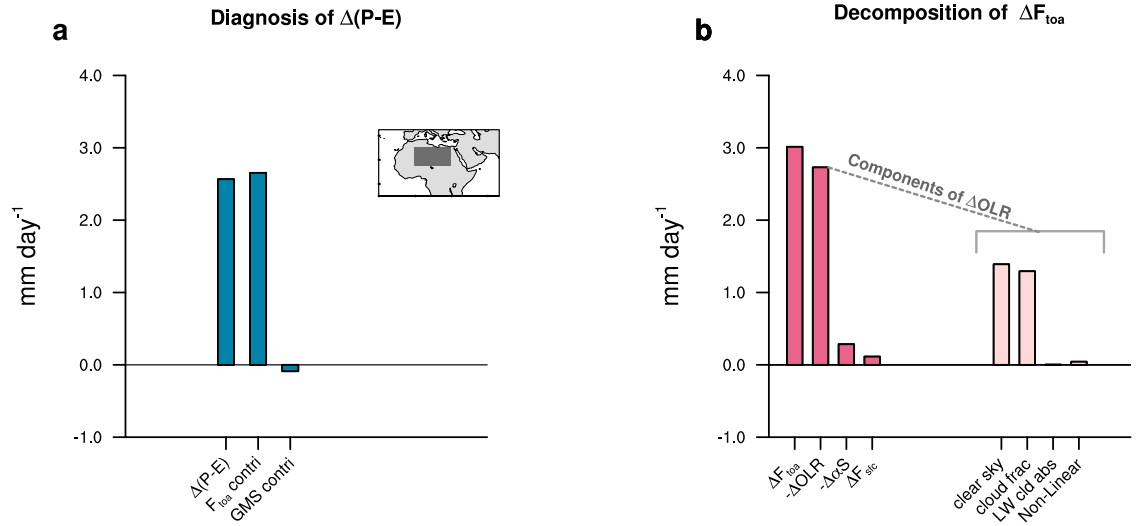 a
Diagnosis of Δ(P-E)
4.0
3.0
2.0
1.0
0.0
-1.0
mm day⁻¹
Δ(P-E)
Fₜₒₐ contri
GMS contri
b
Decomposition of ΔFₜₒₐ
4.0
3.0
2.0
1.0
0.0
-1.0
mm day⁻¹
Components of ΔOLR
ΔFₜₒₐ
-ΔOLR
-ΔαS
ΔF_sfc
clear sky
cloud frac
LW cld abs
Non-Linear